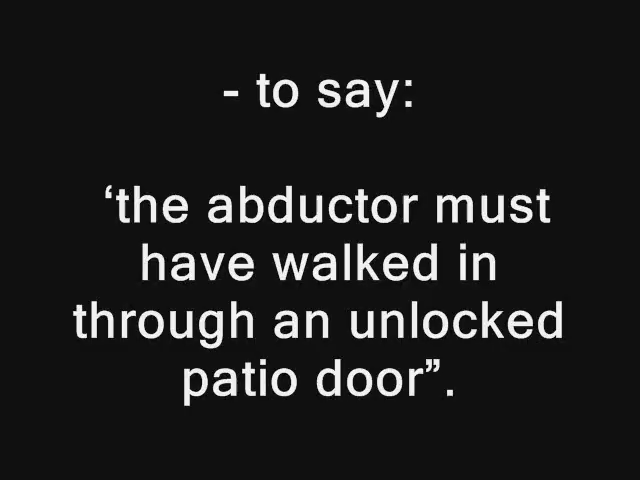 - to say:
‘the abductor must
have walked in
through an unlocked
patio door”.